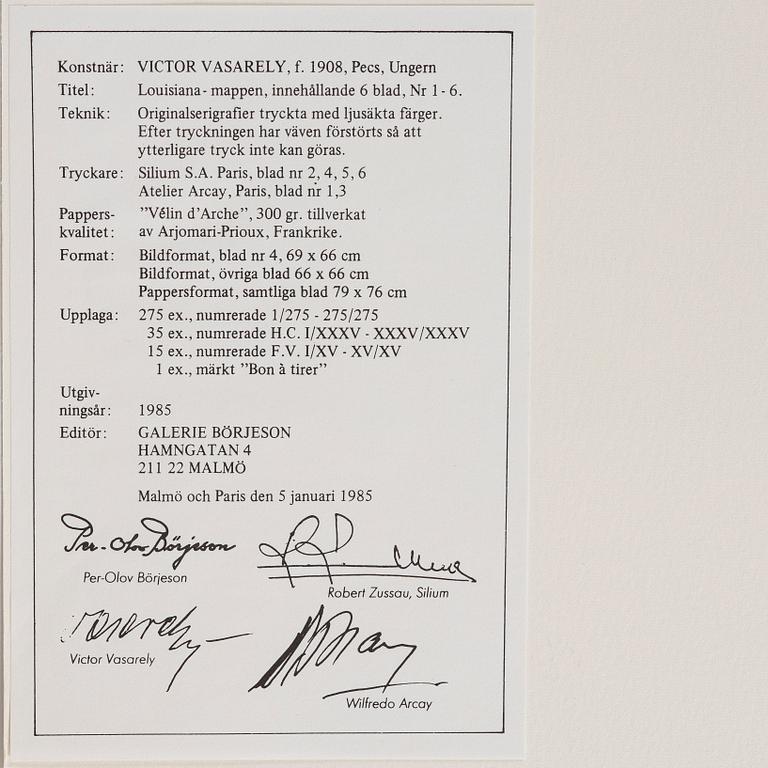 Konstnär: VICTOR VASARELY, f. 1908, Pecs, Ungern
Titel: Louisiana-mappen, innehållande 6 blad, Nr 1-6.
Teknik: Originalserigrafier tryckta med ljusäkta färger.
Efter tryckningen har väven förstörts så att
ytterligare tryck inte kan göras.
Tryckare: Silium S.A. Paris, blad nr 2, 4, 5, 6
Atelier Arcay, Paris, blad nr 1,3
Pappers- "Vélin d'Arche", 300 gr. tillverkat
kvalitet: av Arjomari-Prioux, Frankrike.
Format: Bildformat, blad nr 4, 69 x 66 cm
Bildformat, övriga blad 66 x 66 cm
Pappersformat, samtliga blad 79 x 76 cm
Upplaga: 275 ex., numrerade 1/275 - 275/275
35 ex., numrerade H.C. I/XXXV - XXXV/XXXV
15 ex., numrerade F.V. I/XV - XV/XV
1 ex., märkt "Bon à tirer"
Utgiv-
ningsår: 1985
Editör: GALERIE BÖRJESON
HAMNGATAN 4
211 22 MALMÖ
Malmö och Paris den 5 januari 1985
Per-Olov Börjeson
Per-Olov Börjeson
Robert Zussau, Silium
Vasarely
Victor Vasarely
Wilfredo Arcay